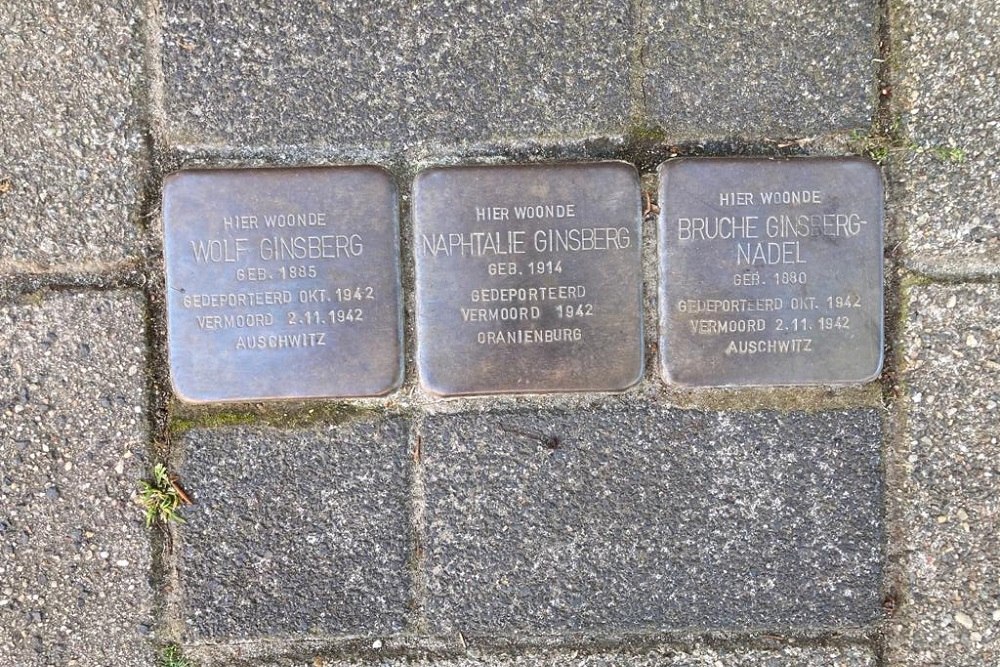 HIER WOONDE
WOLF GINSBERG
GEB. 1885
GEDEPORTEERD OKT. 1942
VERMOORD 2.11.1942
AUSCHWITZ
HIER WOONDE
NAPHTALIE GINSBERG
GEB. 1914
GEDEPORTEERD
VERMOORD 1942
ORANIENBURG
HIER WOONDE
BRUCHE GINSBERG-
NADEL
GEB. 1880
GEDEPORTEERD OKT. 1942
VERMOORD 2.11.1942
AUSCHWITZ